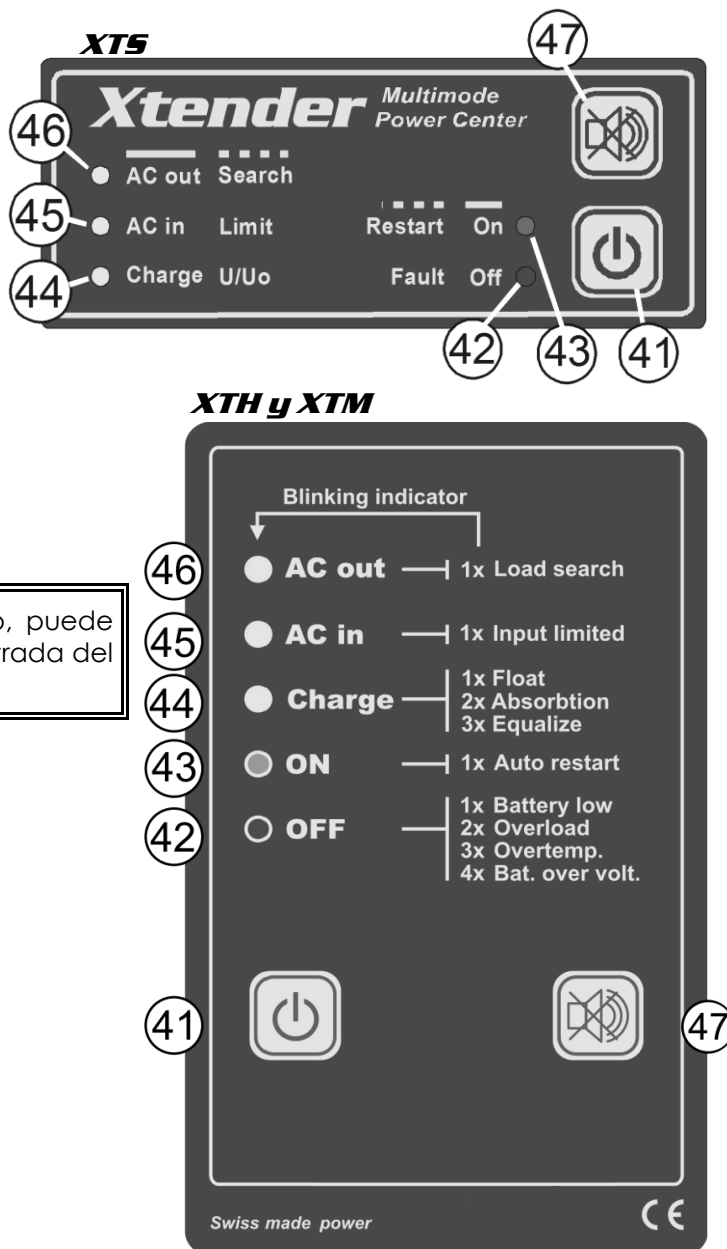 XTS
47
Xtender Multimode
Power Center
46
AC out Search
45
AC in Limit Restart On
44
Charge U/Uo Fault Off
42 43 41
XTH y XTM
Blinking indicator
46 AC out 1x Load search
, puede
45 AC in 1x Input limited
rada del
44 Charge 1x Float
2x Absorbtion
3x Equalize
43 ON 1x Auto restart
42 OFF 1x Battery low
2x Overload
3x Overtemp.
4x Bat. over volt.
41 47
Swiss made power CE